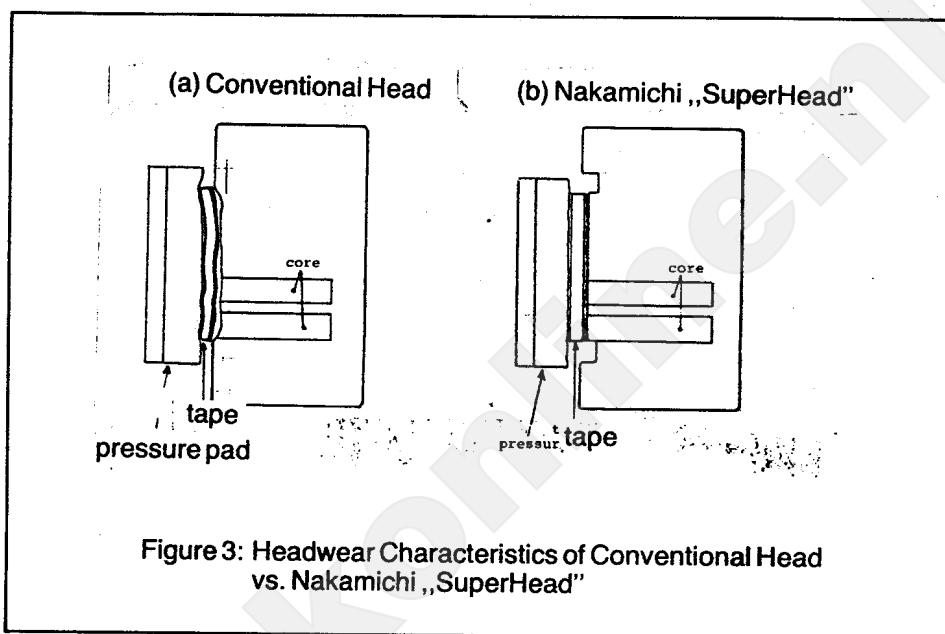 (a) Conventional Head
(b) Nakamichi „SuperHead”
core
core
tape
pressure pad
pressur t tape
Figure 3: Headwear Characteristics of Conventional Head
vs. Nakamichi „SuperHead”